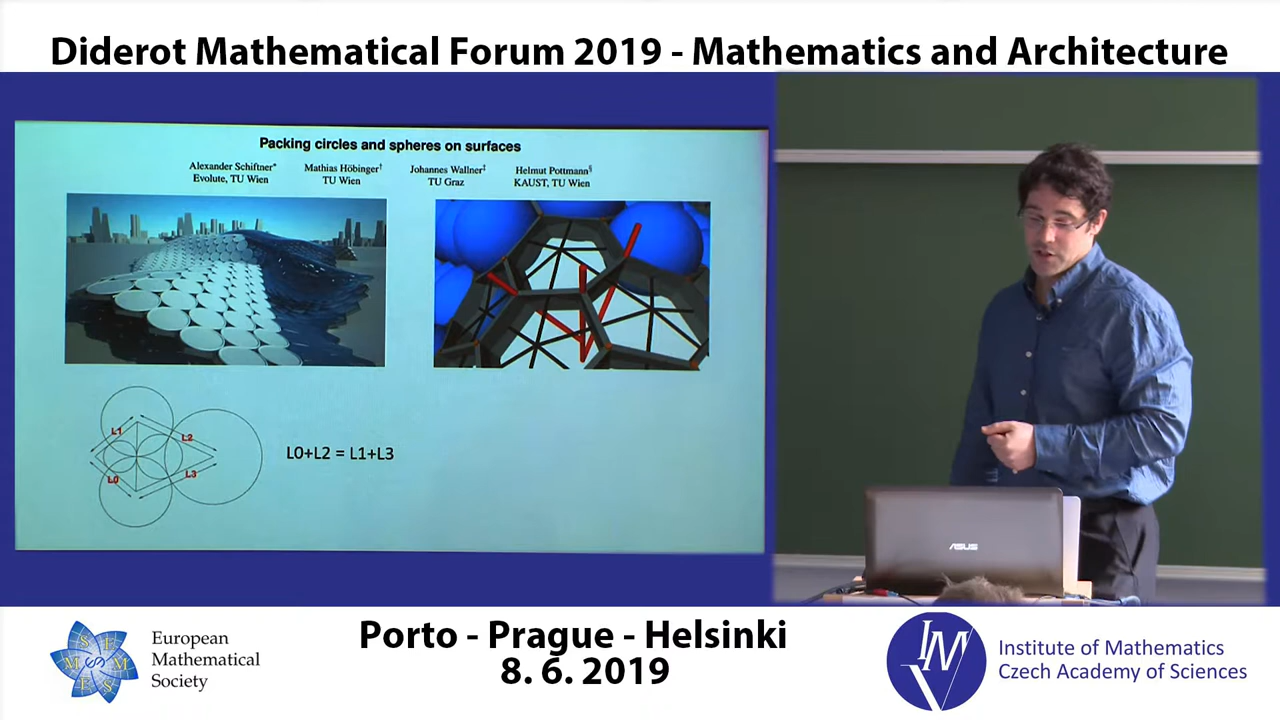 Diderot Mathematical Forum 2019 - Mathematics and Architecture
Packing circles and spheres on surfaces
Alexander Schiftner* Mathias Höbinger† Johannes Wallner‡ Helmut Pottmann§
Evolute, TU Wien TU Wien TU Graz KAUST, TU Wien
L1
L2
L0
L3
L0+L2 = L1+L3
ASUS
Porto - Prague - Helsinki
8. 6. 2019
SEMSEM
European
Mathematical
Society
IM
Institute of Mathematics
Czech Academy of Sciences